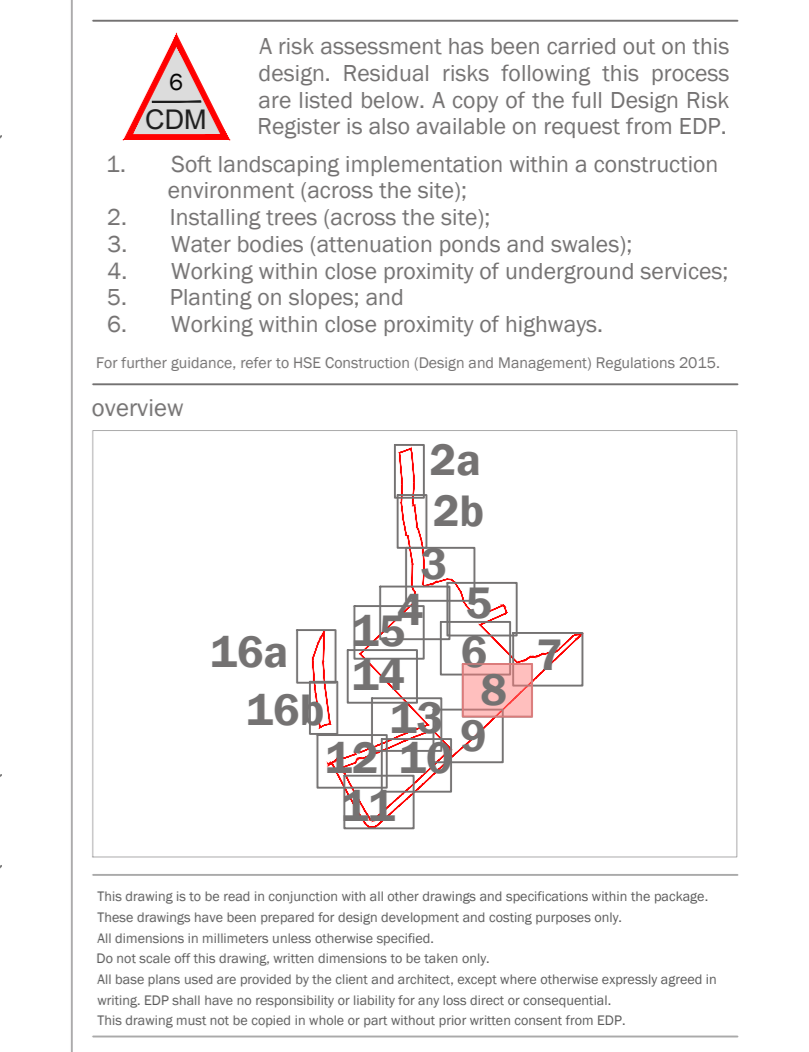 6
CDM
A risk assessment has been carried out on this
design. Residual risks following this process
are listed below. A copy of the full Design Risk
Register is also available on request from EDP.
1. Soft landscaping implementation within a construction
environment (across the site);
2. Installing trees (across the site);
3. Water bodies (attenuation ponds and swales);
4. Working within close proximity of underground services;
5. Planting on slopes; and
6. Working within close proximity of highways.
For further guidance, refer to HSE Construction (Design and Management) Regulations 2015.
overview
2a
2b
3
4
5
15
16a
6
7
14
8
16b
13
9
12
10
11
This drawing is to be read in conjunction with all other drawings and specifications within the package.
These drawings have been prepared for design development and costing purposes only.
All dimensions in millimeters unless otherwise specified.
Do not scale off this drawing, written dimensions to be taken only.
All base plans used are provided by the client and architect, except where otherwise expressly agreed in
writing. EDP shall have no responsibility or liability for any loss direct or consequential.
This drawing must not be copied in whole or part without prior written consent from EDP.